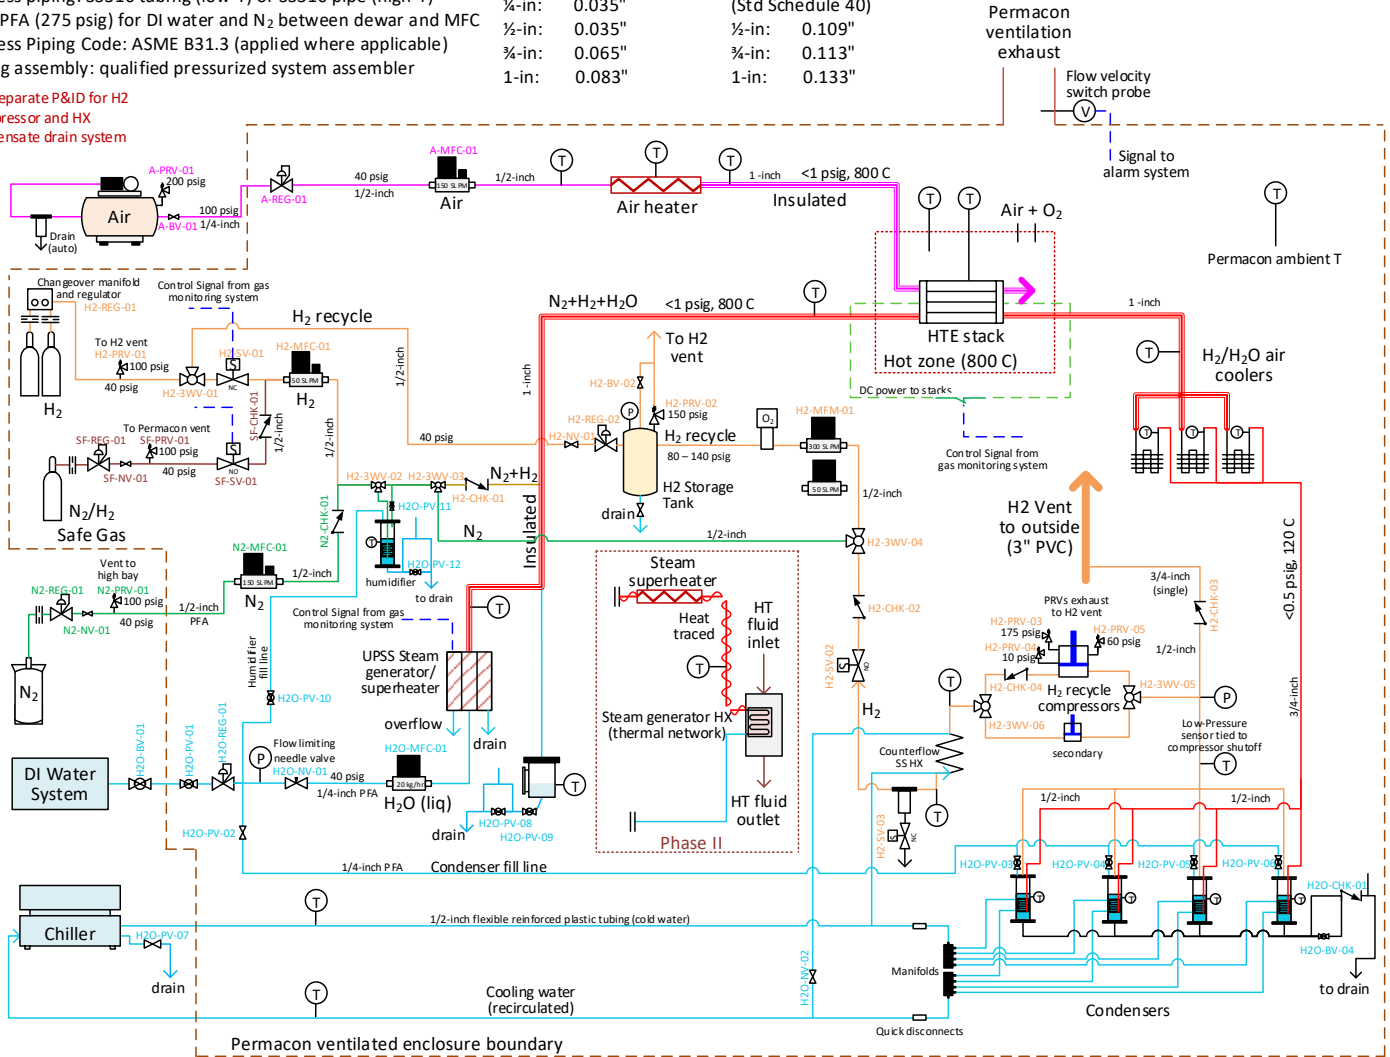 PFA (275 psig) for DI water and N₂ between dewar and MFC
ess Piping Code: ASME B31.3 (applied where applicable)
g assembly: qualified pressurized system assembler
eparate P&ID for H2
pressor and HX
ensate drain system
¼-in: 0.035"
½-in: 0.035"
¾-in: 0.065"
1-in: 0.083"
(Std Schedule 40)
½-in: 0.109"
¾-in: 0.113"
1-in: 0.133"
Permacon
ventilation
exhaust
Flow velocity
switch probe
V
Signal to
alarm system
A-PRV-01
200 psig
Air
Drain
(auto)
A-BV-01
100 psig
1/4-inch
A-REG-01
40 psig
1/2-inch
A-MFC-01
150 SLPM
Air
1/2-inch
T
T
Air heater
T
1-inch
<1 psig, 800 C
Insulated
T
T
Air + O₂
T
Permacon ambient T
Changeover manifold
and regulator
H2-REG-01
Control Signal from gas
monitoring system
H₂ recycle
To H2 vent
H2-PRV-01
100 psig
40 psig
H₂
H2-3WV-01
H2-SV-01
S
NC
H2-MFC-01
50 SLPM
H₂
SF-CHK-01
1/2-inch
1/2-inch
1/2-inch
N₂+H₂+H₂O
<1 psig, 800 C
T
1-inch
HTE stack
Hot zone (800 C)
1-inch
T
H₂/H₂O air
coolers
T
T
T
DC power to stacks
Control Signal from
gas monitoring system
SF-REG-01
SF-NV-01
To Permacon vent
SF-PRV-01
100 psig
40 psig
S
NO
SF-SV-01
N₂/H₂
Safe Gas
To H2
vent
H2-BV-02
H2-PRV-02
150 psig
P
H2-REG-02
H2-NV-01
40 psig
H₂ recycle
80 – 140 psig
H2 Storage
Tank
drain
O₂
H2-MFM-01
300 SLPM
50 SLPM
1/2-inch
H2-3WV-02
H2-3WV-03
N₂+H₂
H2-CHK-01
N2-CHK-01
H2O-PV-11
T
humidifier
H2O-PV-12
to drain
N₂
Insulated
1/2-inch
H2-3WV-04
H2 Vent
to outside
(3" PVC)
3/4-inch
(single)
H2-CHK-03
<0.5 psig, 120 C
3/4-inch
N2-MFC-01
150 SLPM
N₂
1/2-inch
Vent to
high bay
N2-REG-01
N2-PRV-01
100 psig
N2-NV-01
40 psig
1/2-inch
PFA
N₂
Control Signal from gas
monitoring system
T
UPSS Steam
generator/
superheater
overflow
drain
Humidifier
fill line
H2O-PV-10
Steam
superheater
Heat
traced
T
HT
fluid
inlet
Steam generator HX
(thermal network)
HT fluid
outlet
Phase II
H2-CHK-02
H2-SV-02
S
NO
H₂
PRVs exhaust
to H2 vent
H2-PRV-03
175 psig
H2-PRV-04
10 psig
H2-PRV-05
60 psig
H2-CHK-04
H₂ recycle
compressors
H2-3WV-05
H2-3WV-06
secondary
1/2-inch
P
Low-Pressure
sensor tied to
compressor shutoff
T
T
Counterflow
SS HX
T
H2-SV-03
S
NC
DI Water
System
H2O-BV-01
H2O-PV-01
H2O-REG-01
P
Flow limiting
needle valve
H2O-NV-01
40 psig
1/4-inch PFA
H2O-MFC-01
20 kg/hr
H₂O (liq)
drain
H2O-PV-08
H2O-PV-09
T
H2O-PV-02
1/4-inch PFA
Condenser fill line
1/2-inch
1/2-inch
H2O-PV-03
H2O-PV-04
H2O-PV-05
H2O-PV-06
T
T
T
T
H2O-CHK-01
H2O-BV-04
to drain
Chiller
H2O-PV-07
drain
T
1/2-inch flexible reinforced plastic tubing (cold water)
T
Cooling water
(recirculated)
H2O-NV-02
Manifolds
Quick disconnects
Condensers
Permacon ventilated enclosure boundary